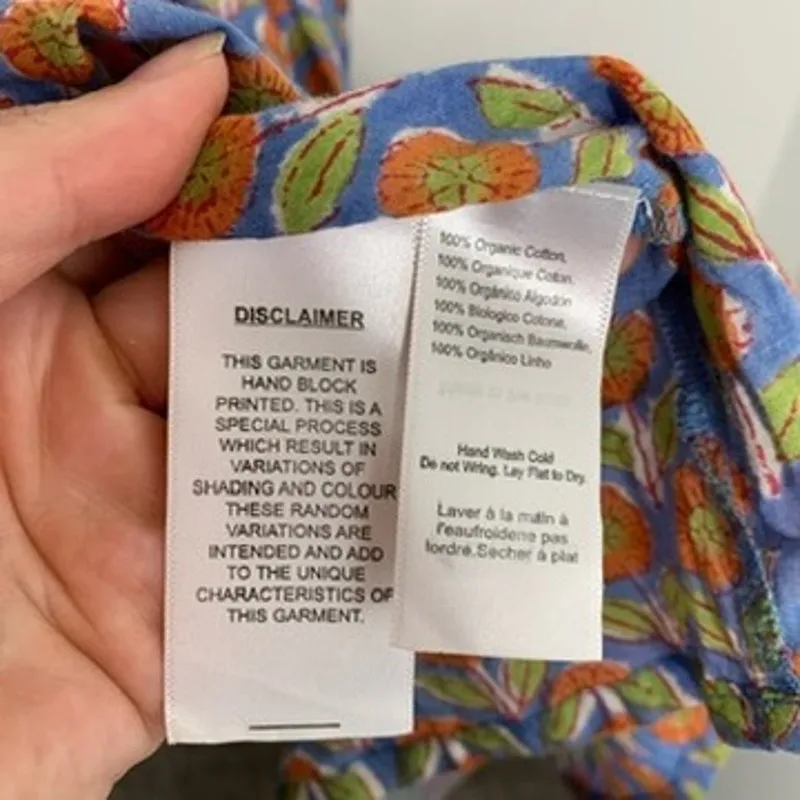 DISCLAIMER
THIS GARMENT IS
HAND BLOCK
PRINTED. THIS IS A
SPECIAL PROCESS
WHICH RESULT IN
VARIATIONS OF
SHADING AND COLOUR
THESE RANDOM
VARIATIONS ARE
INTENDED AND ADD
TO THE UNIQUE
CHARACTERISTICS OF
THIS GARMENT.
100% Organic Cotton,
100% Organique Cotan,
100% Orgánico Algodon
100% Biologico Cotone,
100% Organisch Baumwolle,
100% Orgânico Linho
Hand Wash Cold
Do not Wring. Lay Flat to Dry.
Laver à la main à
l'eaufroidene pas
tordre.Sècher à plat